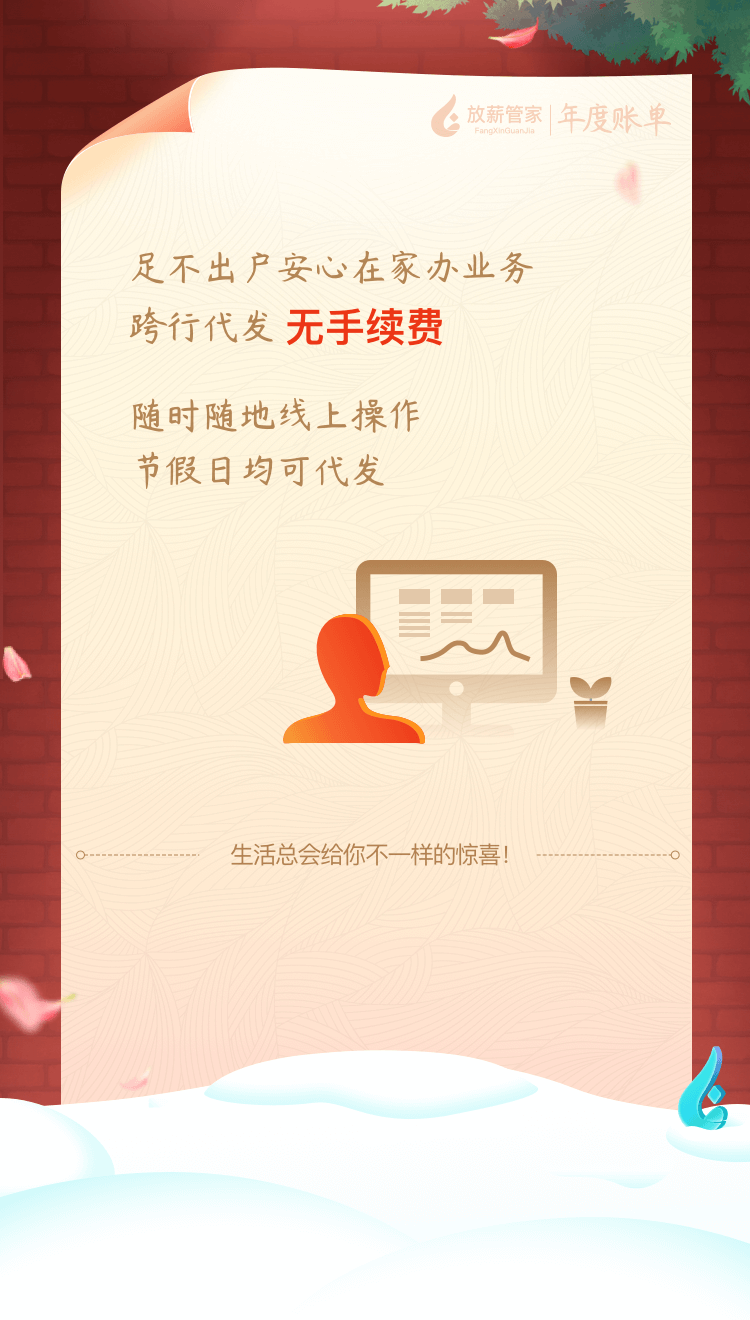 放薪管家
FangXinGuanJia
年度账单
足不出户安心在家办业务
跨行代发 无手续费
随时随地线上操作
节假日均可代发
生活总会给你不一样的惊喜!